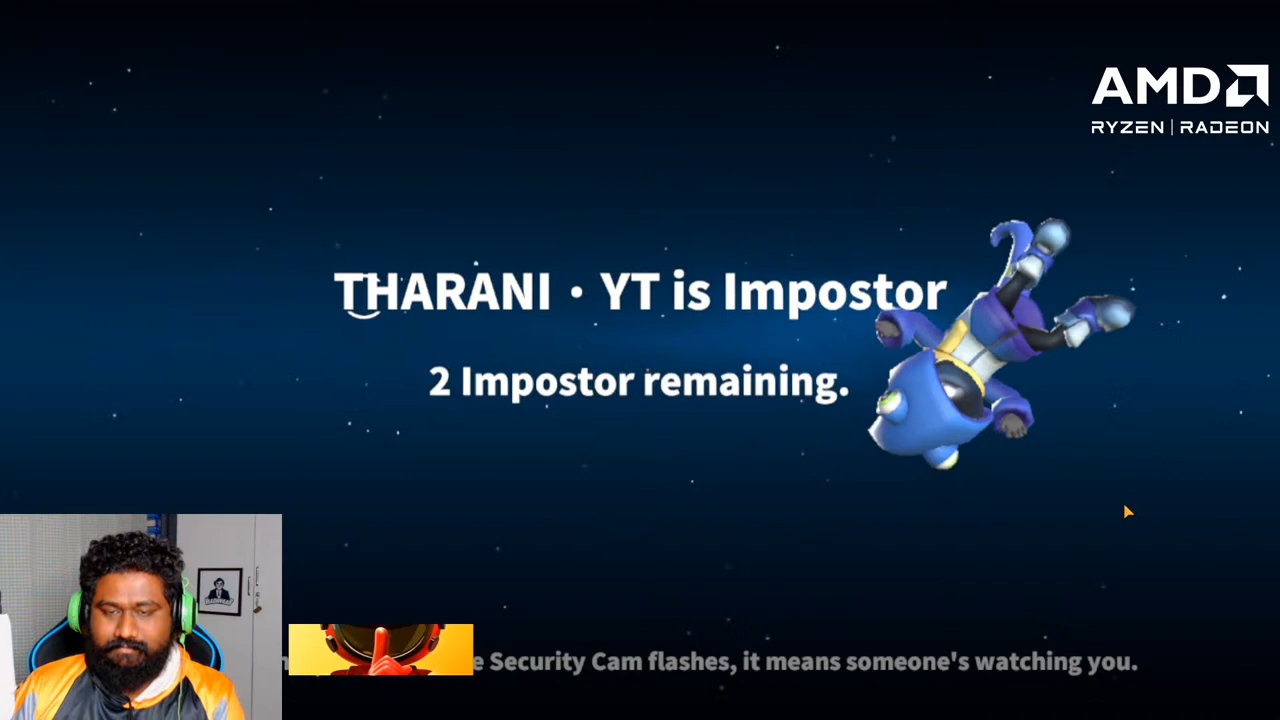 AMD
RYZEN | RADEON
THARANI • YT is Impostor
2 Impostor remaining.
Security Cam flashes, it means someone's watching you.